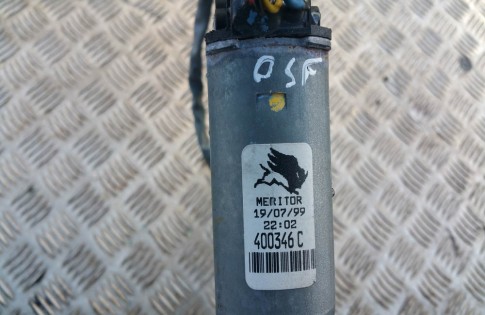 OSF
MERITOR
19/07/99
22:02
400346 C